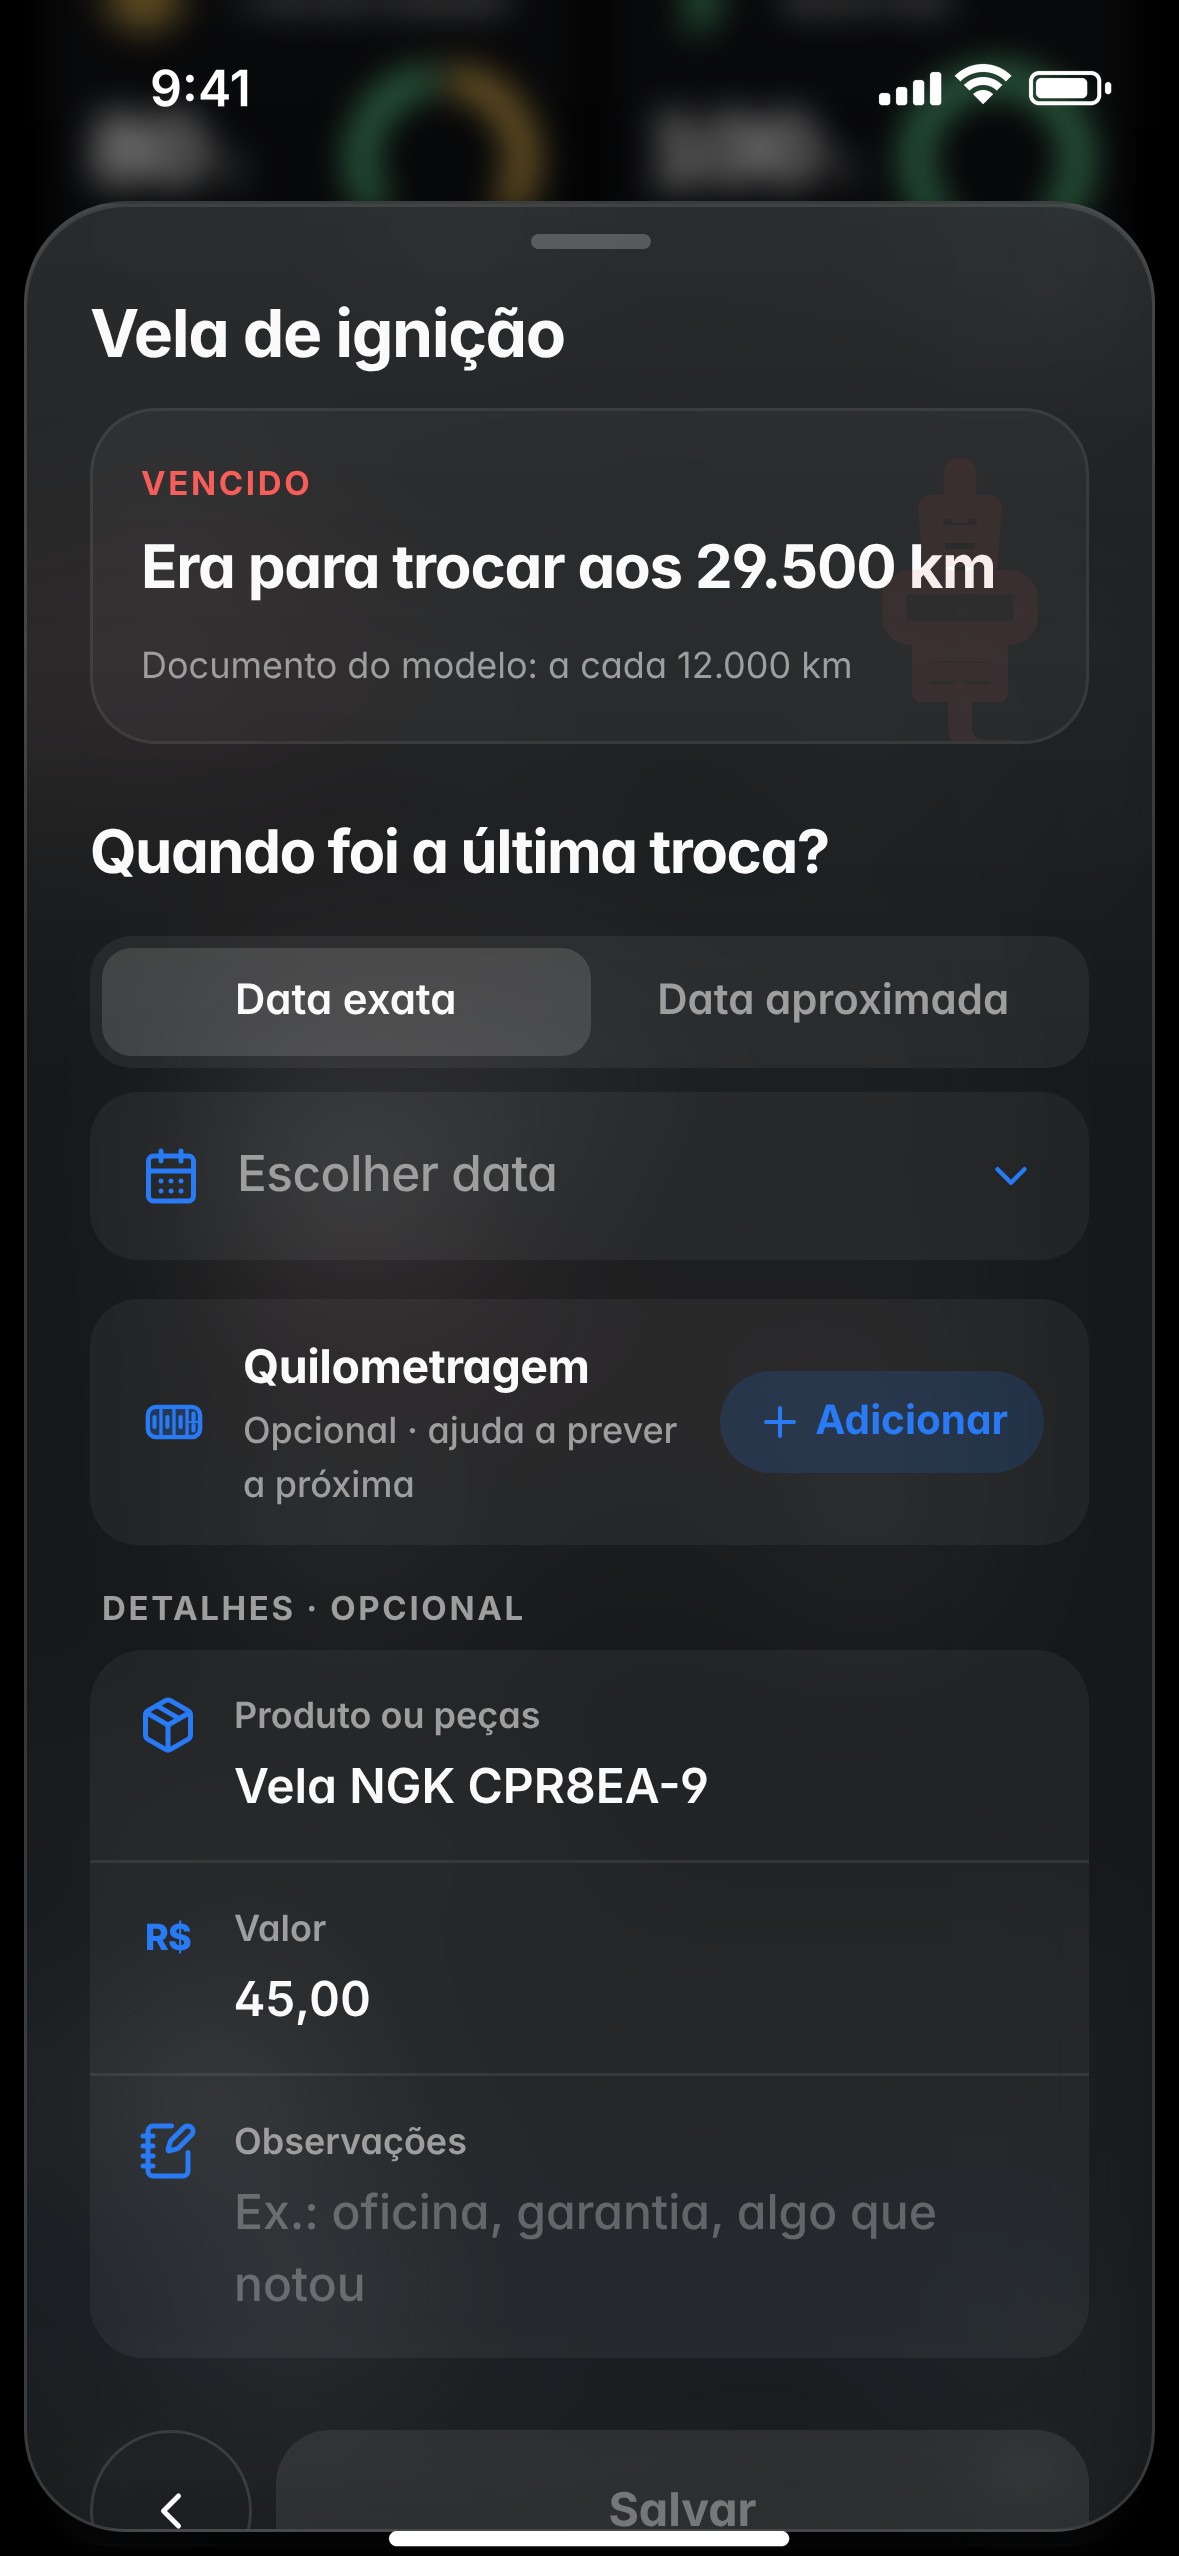 9:41
Vela de ignição
VENCIDO
Era para trocar aos 29.500 km
Documento do modelo: a cada 12.000 km
Quando foi a última troca?
Data exata
Data aproximada
Escolher data
Quilometragem
Opcional · ajuda a prever
a próxima
Adicionar
DETALHES · OPCIONAL
Produto ou peças
Vela NGK CPR8EA-9
R$
Valor
45,00
Observações
Ex.: oficina, garantia, algo que
notou
Salvar